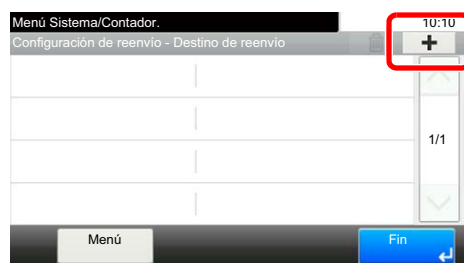 Menú Sistema/Contador. 10:10
Configuración de reenvío - Destino de reenvío +
1/1
Menú Fin